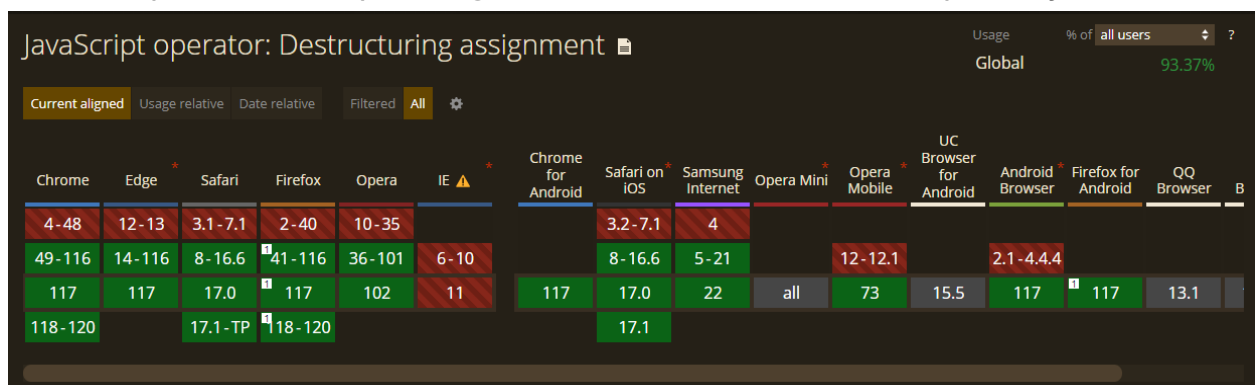 JavaScript operator: Destructuring assignment
Usage % of all users ?
Global 93.37%
Current aligned Usage relative Date relative Filtered All
Chrome Edge * Safari Firefox Opera IE * Chrome for Android Safari on iOS * Samsung Internet Opera Mini * Opera Mobile * UC Browser for Android Android Browser * Firefox for Android QQ Browser B
4-48 12-13 3.1-7.1 2-40 10-35 3.2-7.1 4
49-116 14-116 8-16.6 1 41-116 36-101 6-10 8-16.6 5-21 12-12.1 2.1-4.4.4
117 117 17.0 1 117 102 11 117 17.0 22 all 73 15.5 117 1 117 13.1
118-120 17.1-TP 1 118-120 17.1